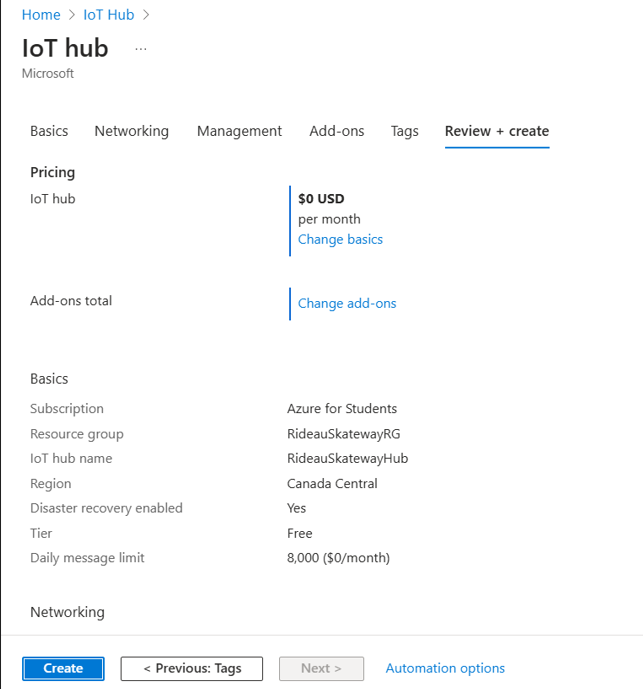 Home > IoT Hub >
IoT hub ...
Microsoft
Basics Networking Management Add-ons Tags Review + create
Pricing
IoT hub $0 USD
per month
Change basics
Add-ons total Change add-ons
Basics
Subscription Azure for Students
Resource group RideauSkatewayRG
IoT hub name RideauSkatewayHub
Region Canada Central
Disaster recovery enabled Yes
Tier Free
Daily message limit 8,000 ($0/month)
Networking
Create < Previous: Tags Next > Automation options